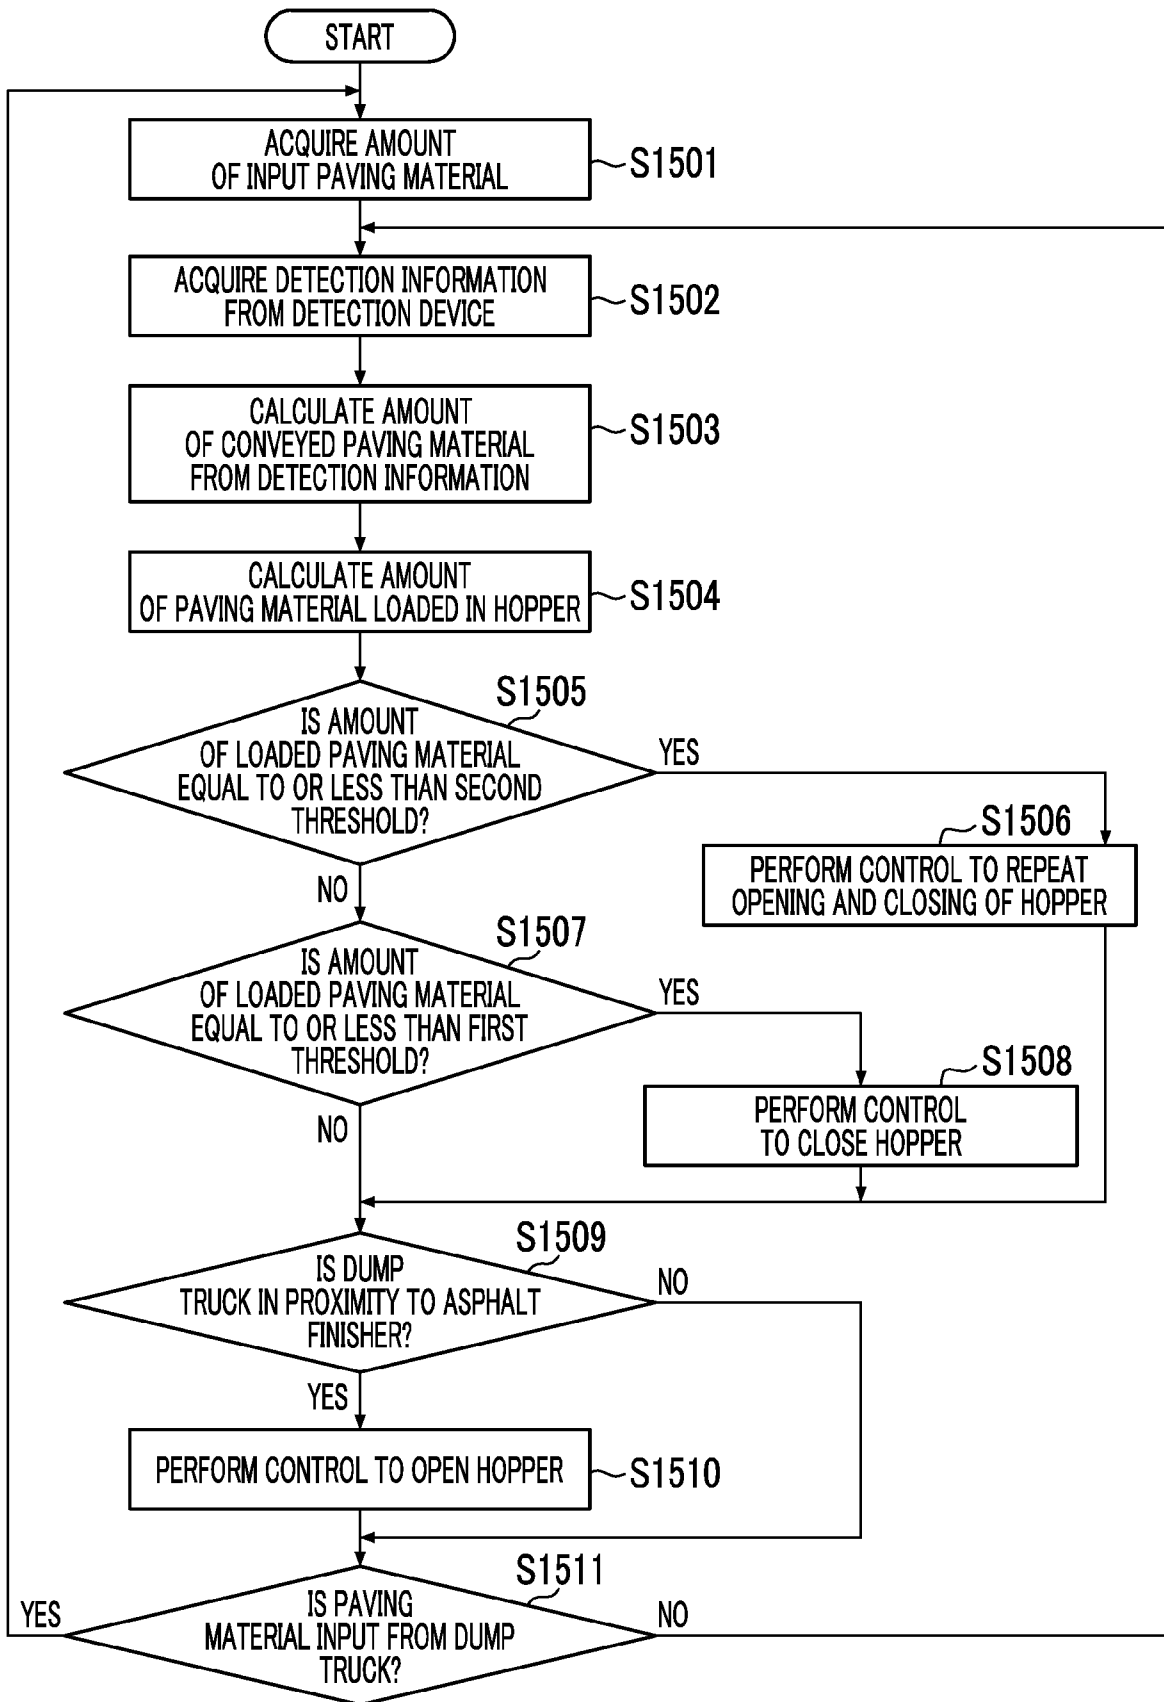 START
ACQUIRE AMOUNT
OF INPUT PAVING MATERIAL
S1501
ACQUIRE DETECTION INFORMATION
FROM DETECTION DEVICE
S1502
CALCULATE AMOUNT
OF CONVEYED PAVING MATERIAL
FROM DETECTION INFORMATION
S1503
CALCULATE AMOUNT
OF PAVING MATERIAL LOADED IN HOPPER
S1504
S1505
IS AMOUNT
OF LOADED PAVING MATERIAL
EQUAL TO OR LESS THAN SECOND
THRESHOLD?
YES
NO
S1506
PERFORM CONTROL TO REPEAT
OPENING AND CLOSING OF HOPPER
S1507
IS AMOUNT
OF LOADED PAVING MATERIAL
EQUAL TO OR LESS THAN FIRST
THRESHOLD?
YES
NO
S1508
PERFORM CONTROL
TO CLOSE HOPPER
S1509
IS DUMP
TRUCK IN PROXIMITY TO ASPHALT
FINISHER?
NO
YES
PERFORM CONTROL TO OPEN HOPPER
S1510
S1511
IS PAVING
MATERIAL INPUT FROM DUMP
TRUCK?
YES
NO